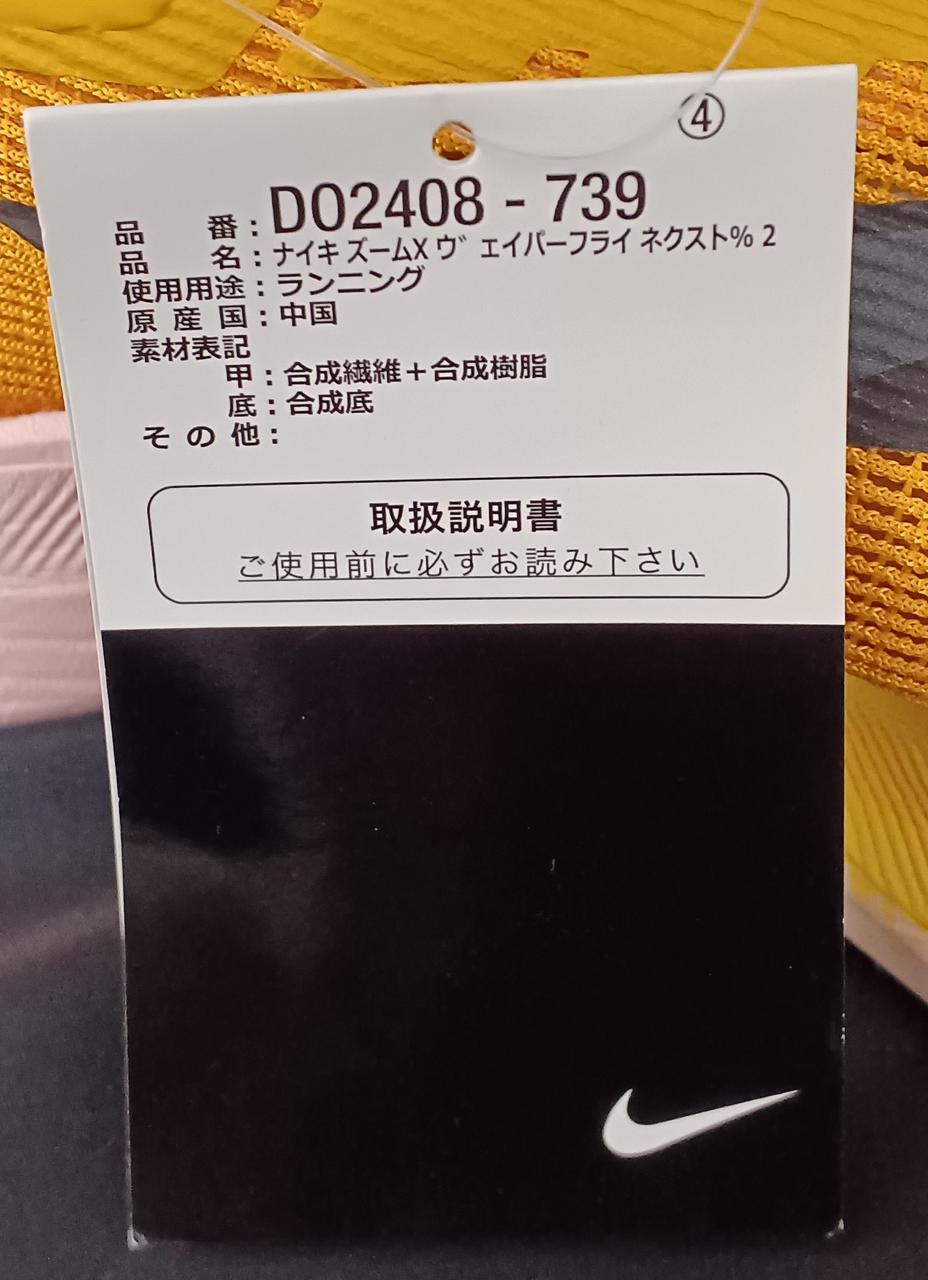 ④
品番：DO2408 - 739
品名：ナイキ ズームX ヴェイパーフライ ネクスト% 2
使用用途：ランニング
原産国：中国
素材表記
甲：合成繊維＋合成樹脂
底：合成底
その他：
取扱説明書
ご使用前に必ずお読み下さい